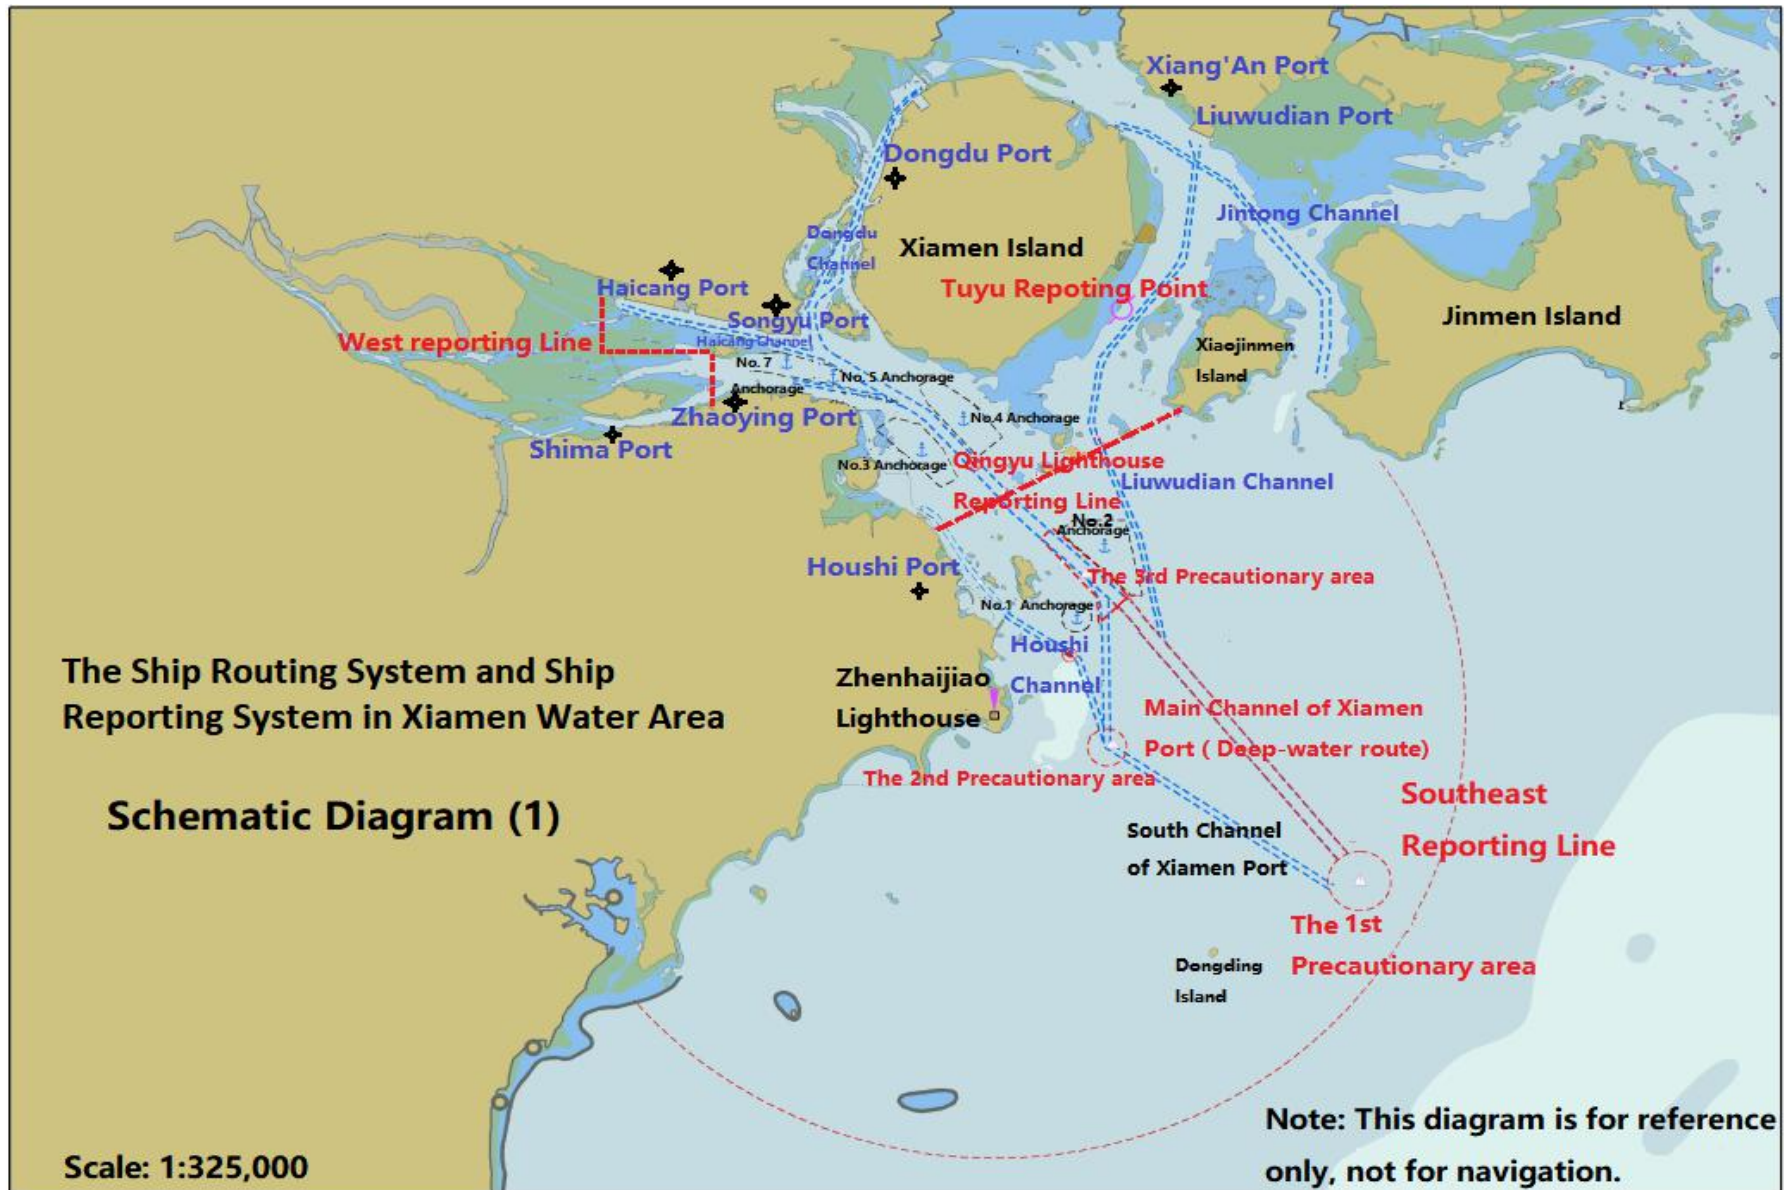 Xiang'An Port
Liuwudian Port
Dongdu Port
Jintong Channel
Dongdu
Channel
Xiamen Island
Haicang Port
Tuyu Repoting Point
Songyu Port
Jinmen Island
West reporting Line
Haicang Channel
Xiaojinmen
Island
No. 7
Anchorage
No. 5 Anchorage
Zhaoying Port
No.4 Anchorage
Shima Port
No.3 Anchorage
Qingyu Lighthouse
Reporting Line
Liuwudian Channel
No.2
Anchorage
Houshi Port
The 3rd Precautionary area
No.1 Anchorage
Houshi
Channel
The Ship Routing System and Ship
Reporting System in Xiamen Water Area
Zhenhaijiao
Lighthouse
Main Channel of Xiamen
Port ( Deep-water route)
The 2nd Precautionary area
Schematic Diagram (1)
Southeast
Reporting Line
South Channel
of Xiamen Port
The 1st
Precautionary area
Dongding
Island
Note: This diagram is for reference
only, not for navigation.
Scale: 1:325,000